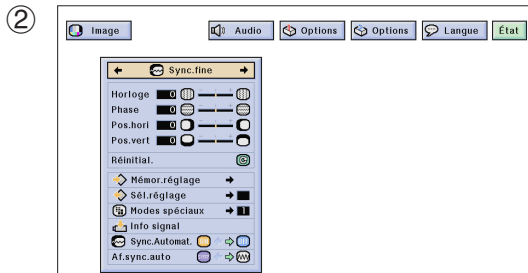 ②
Image Audio Options Options Langue État
Sync.fine
Horloge 0
Phase 0
Pos.hori 0
Pos.vert 0
Réinitial.
Mémor.réglage
Sél.réglage
Modes spéciaux 1
Info signal
Sync.Automat.
Af.sync.auto